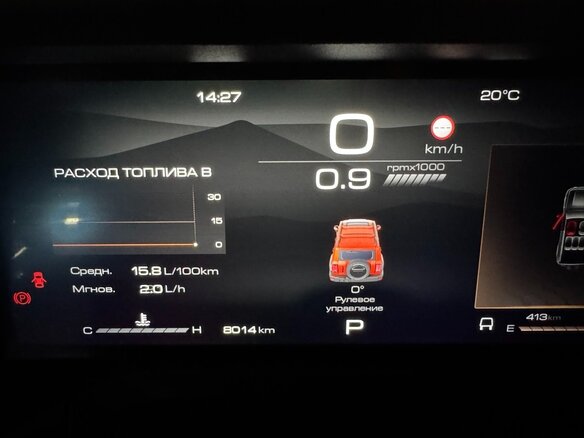 14:27
20°C
0
km/h
0.9
rpmx1000
РАСХОД ТОПЛИВА В
30
15
0
Средн. 15.8 L/100km
Мгнов. 2.0 L/h
0°
Рулевое
управление
P
C H
8014 km
413 km
E